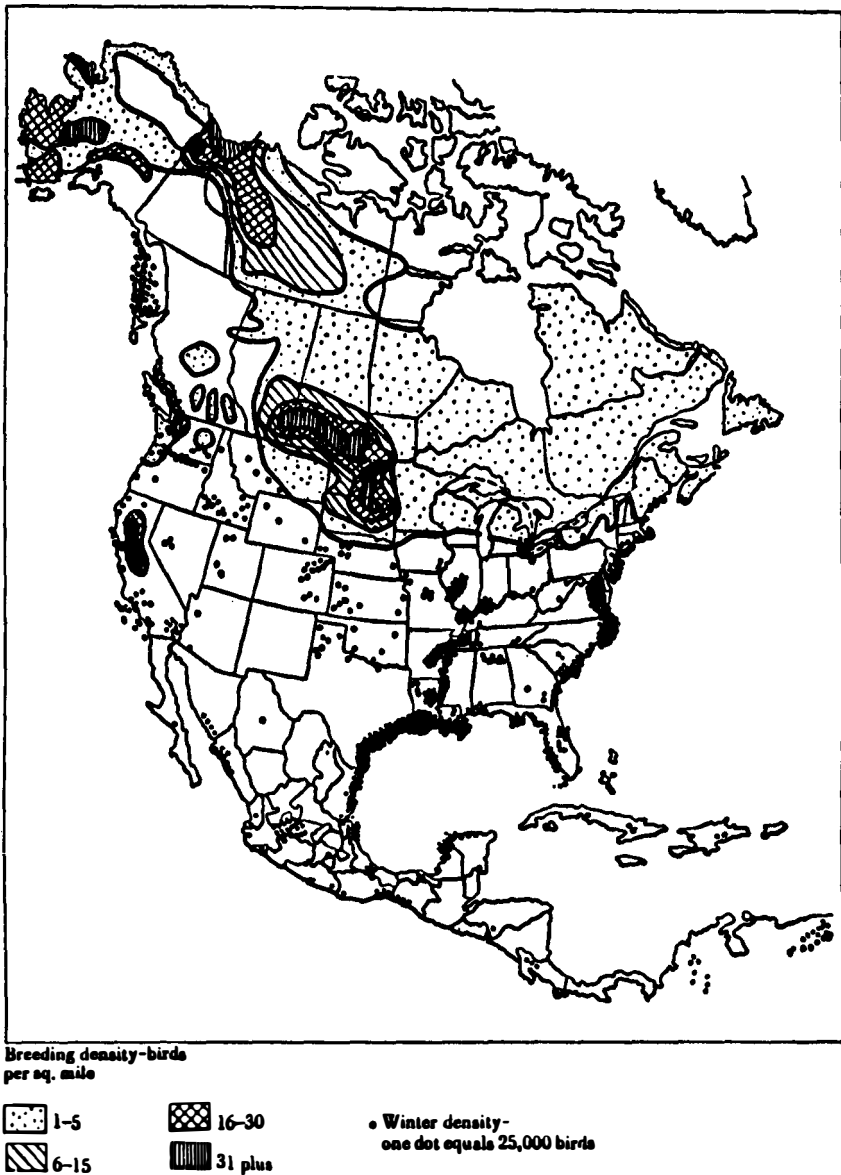 Breeding density-birds
per sq. mile
1-5
16-30
6-15
31 plus
• Winter density-
one dot equals 25,000 birds